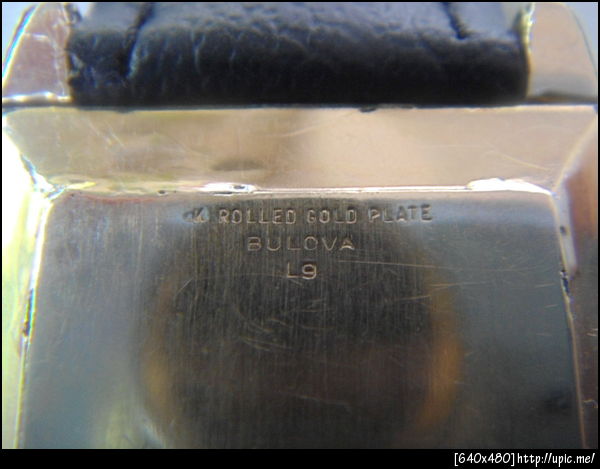 K ROLLED GOLD PLATE
BULOVA
L9
[640x480]http://upic.me/